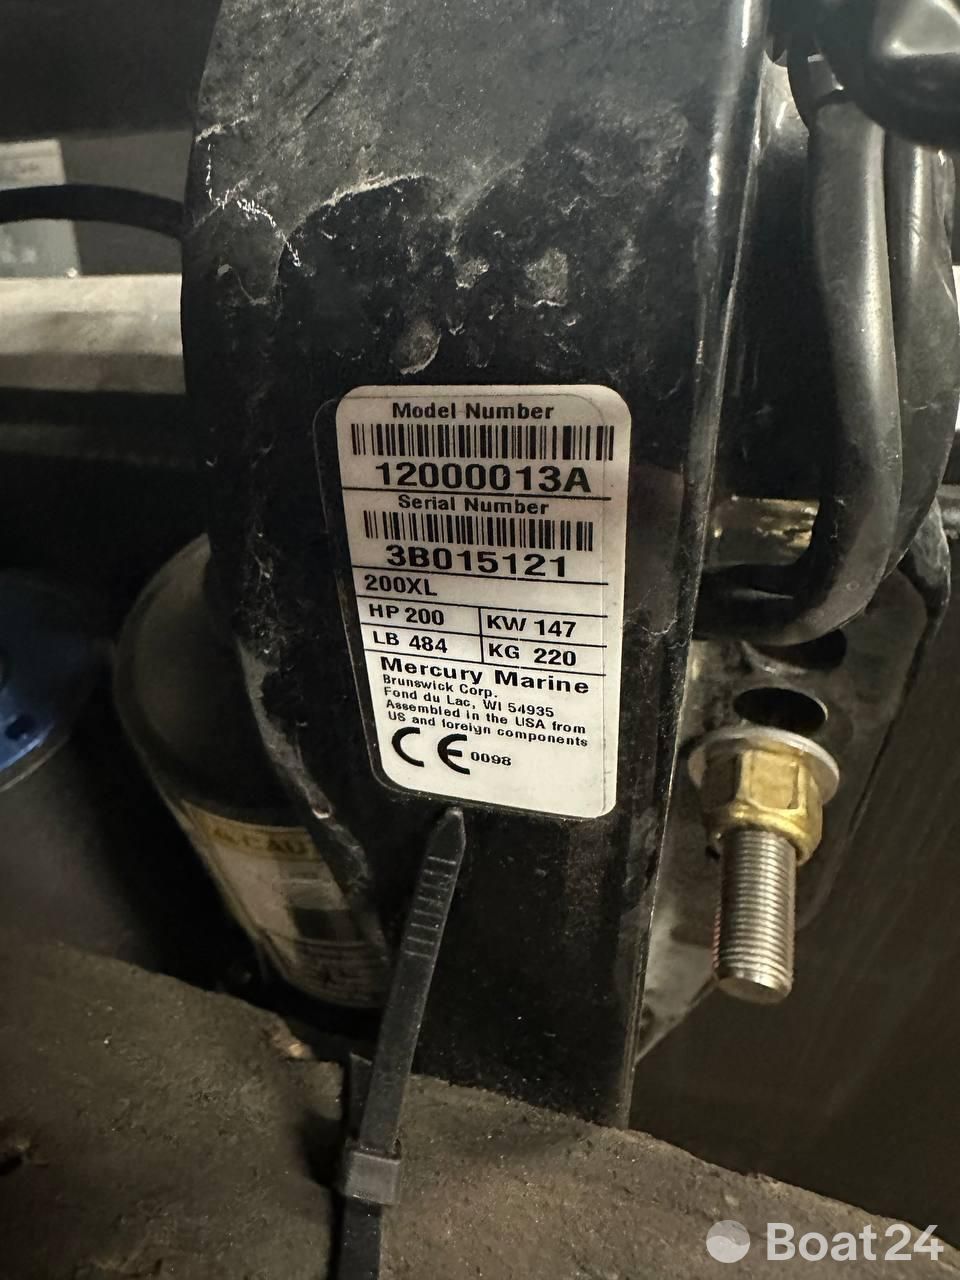 Model Number
12000013A
Serial Number
3B015121
200XL
HP 200 KW 147
LB 484 KG 220
Mercury Marine
Brunswick Corp.
Fond du Lac, WI 54935
Assembled in the USA from
US and foreign components
CE 0098
Boat24